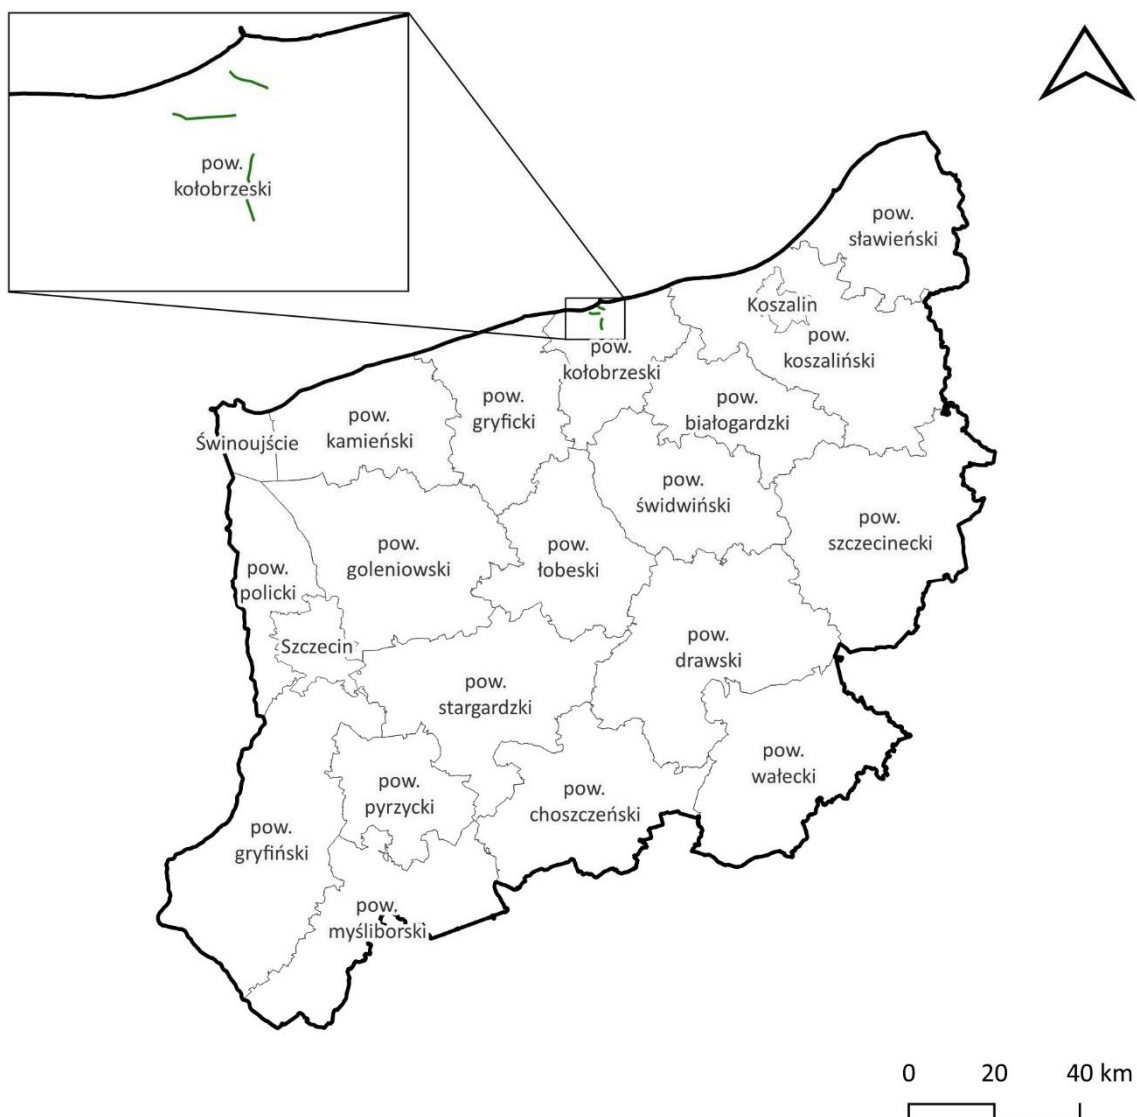 pow.
kołobrzeski
pow.
sławieński
Koszalin
pow.
koszaliński
pow.
kołobrzeski
pow.
białogardzki
pow.
gryficki
pow.
kamieński
Świnoujście
pow.
świdwiński
pow.
szczecinecki
pow.
goleniowski
pow.
łobeski
pow.
policki
Szczecin
pow.
drawski
pow.
stargardzki
pow.
wałecki
pow.
pyrzycki
pow.
choszczeński
pow.
gryfiński
pow.
myśliborski
0 20 40 km